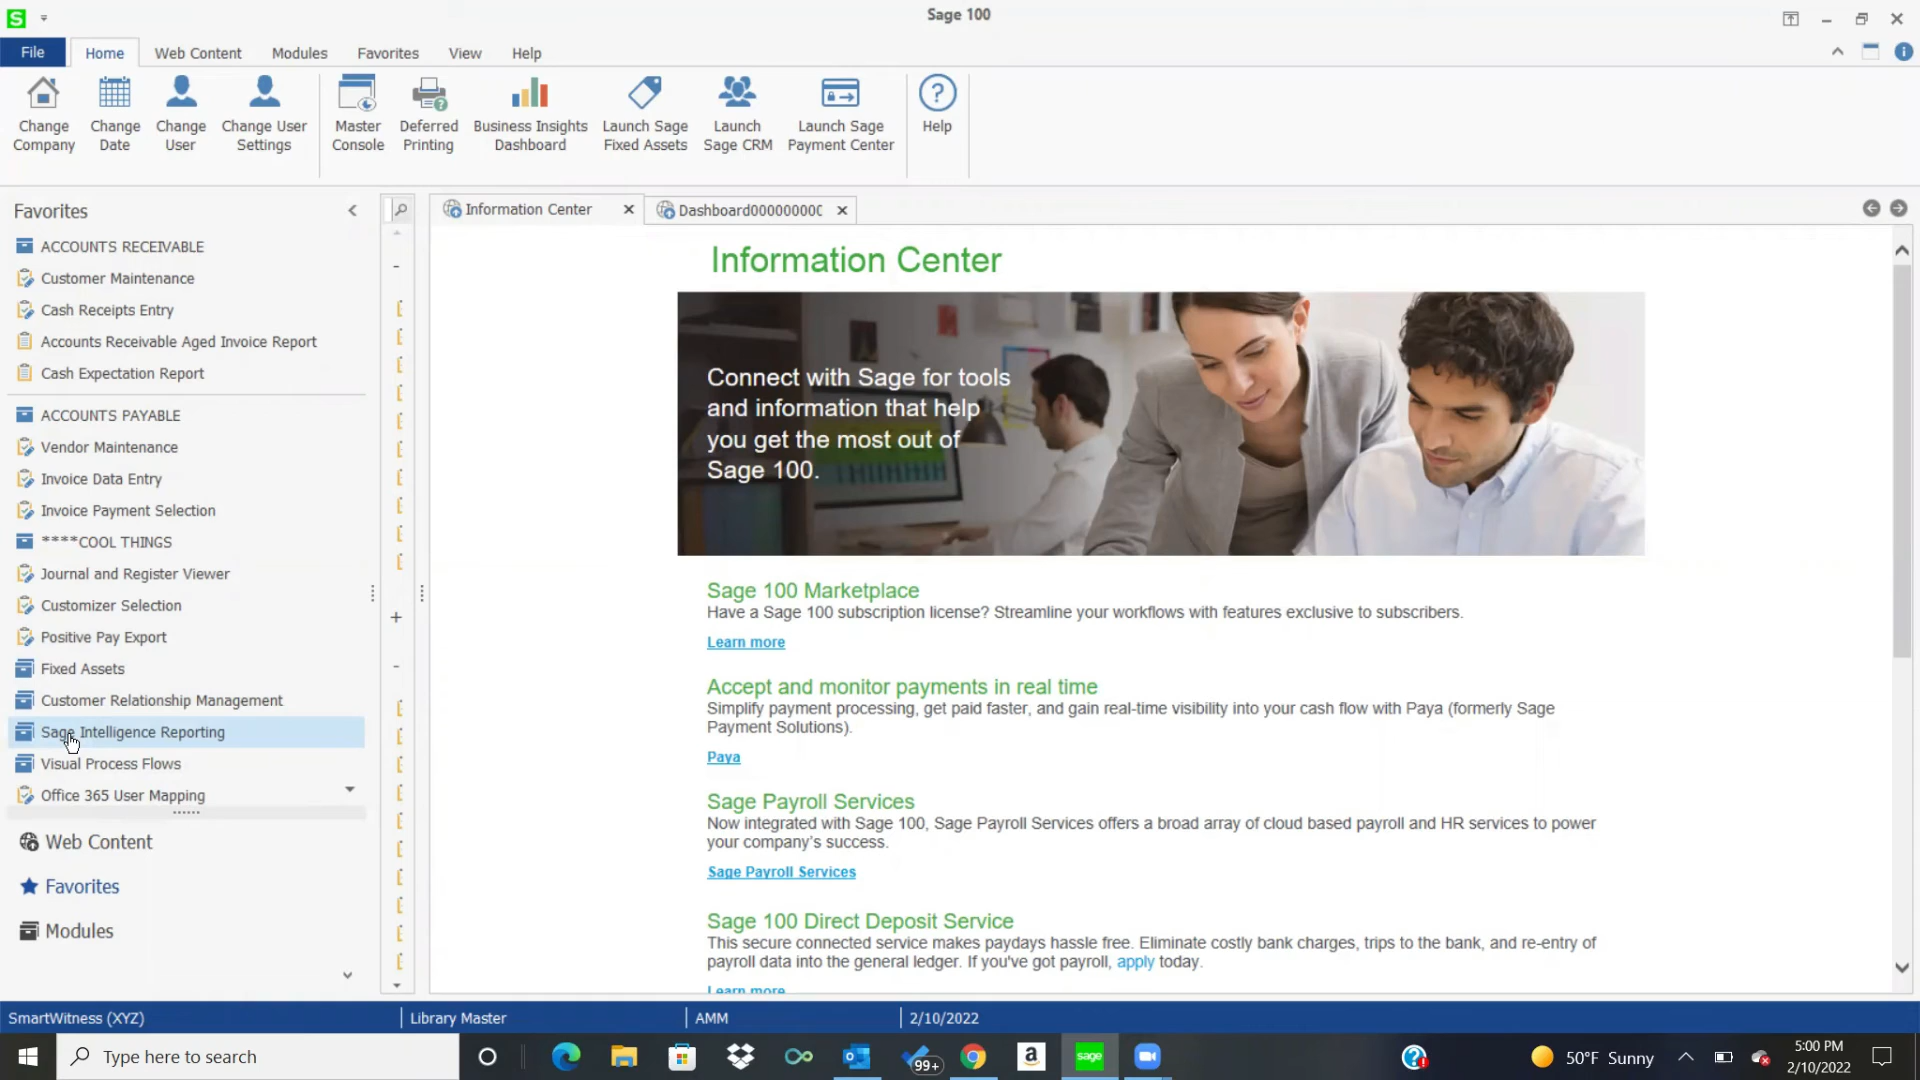 S
Sage 100
File
Home
Web Content
Modules
Favorites
View
Help
Change
Company
Change
Date
Change
User
Change User
Settings
Master
Console
Deferred
Printing
Business Insights
Dashboard
Launch Sage
Fixed Assets
Launch
Sage CRM
Launch Sage
Payment Center
Help
Favorites
ACCOUNTS RECEIVABLE
Customer Maintenance
Cash Receipts Entry
Accounts Receivable Aged Invoice Report
Cash Expectation Report
ACCOUNTS PAYABLE
Vendor Maintenance
Invoice Data Entry
Invoice Payment Selection
****COOL THINGS
Journal and Register Viewer
Customizer Selection
Positive Pay Export
Fixed Assets
Customer Relationship Management
Sage Intelligence Reporting
Visual Process Flows
Office 365 User Mapping
Web Content
Favorites
Modules
Information Center
Dashboard00000000
Information Center
Connect with Sage for tools
and information that help
you get the most out of
Sage 100.
Sage 100 Marketplace
Have a Sage 100 subscription license? Streamline your workflows with features exclusive to subscribers.
Learn more
Accept and monitor payments in real time
Simplify payment processing, get paid faster, and gain real-time visibility into your cash flow with Paya (formerly Sage
Payment Solutions).
Paya
Sage Payroll Services
Now integrated with Sage 100, Sage Payroll Services offers a broad array of cloud based payroll and HR services to power
your company's success.
Sage Payroll Services
Sage 100 Direct Deposit Service
This secure connected service makes paydays hassle free. Eliminate costly bank charges, trips to the bank, and re-entry of
payroll data into the general ledger. If you've got payroll, apply today.
Learn more
SmartWitness (XYZ)
Library Master
AMM
2/10/2022
Type here to search
99+
sage
50°F Sunny
5:00 PM
2/10/2022